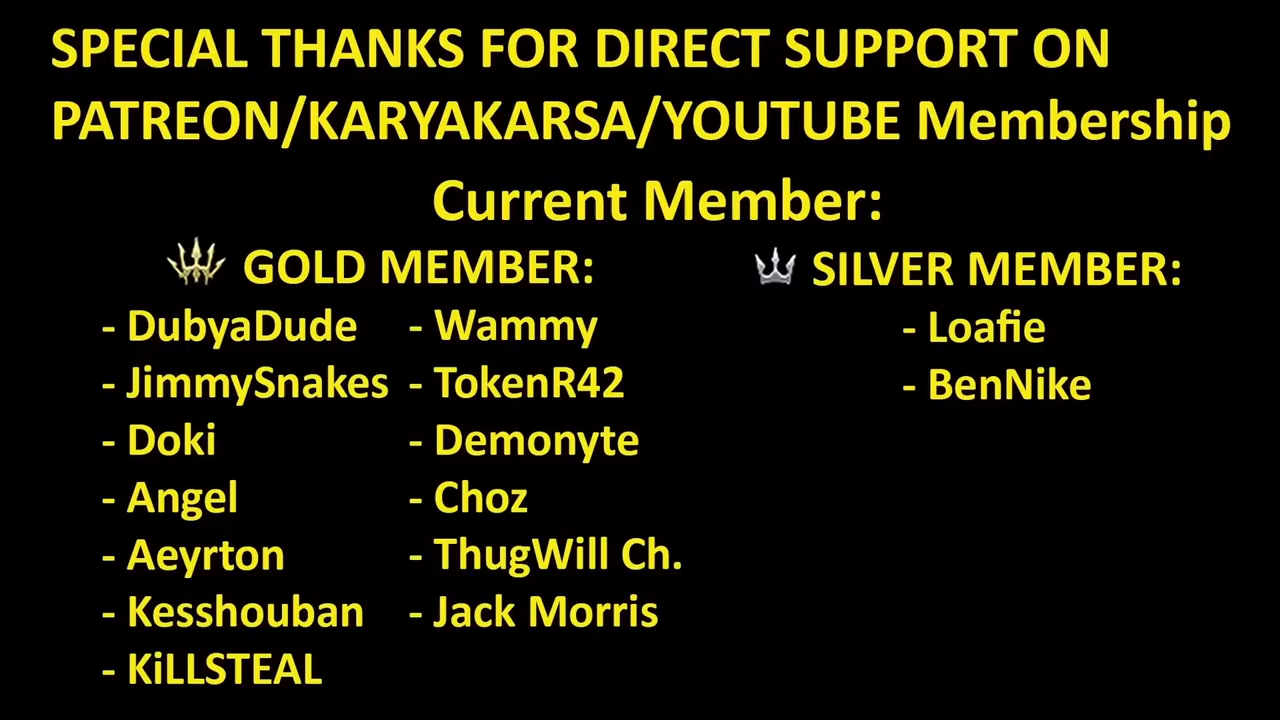 SPECIAL THANKS FOR DIRECT SUPPORT ON
PATREON/KARYAKARSA/YOUTUBE Membership
Current Member:
GOLD MEMBER:
- DubyaDude
- JimmySnakes
- Doki
- Angel
- Aeyrton
- Kesshouban
- KiLLSTEAL
- Wammy
- TokenR42
- Demonyte
- Choz
- ThugWill Ch.
- Jack Morris
SILVER MEMBER:
- Loafie
- BenNike